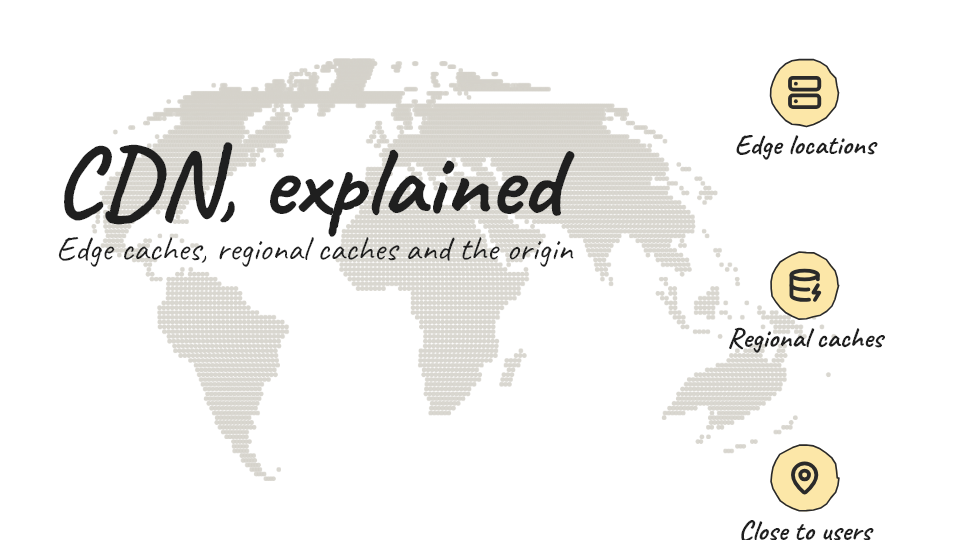 CDN, explained
Edge caches, regional caches and the origin
Edge locations
Regional caches
Close to users